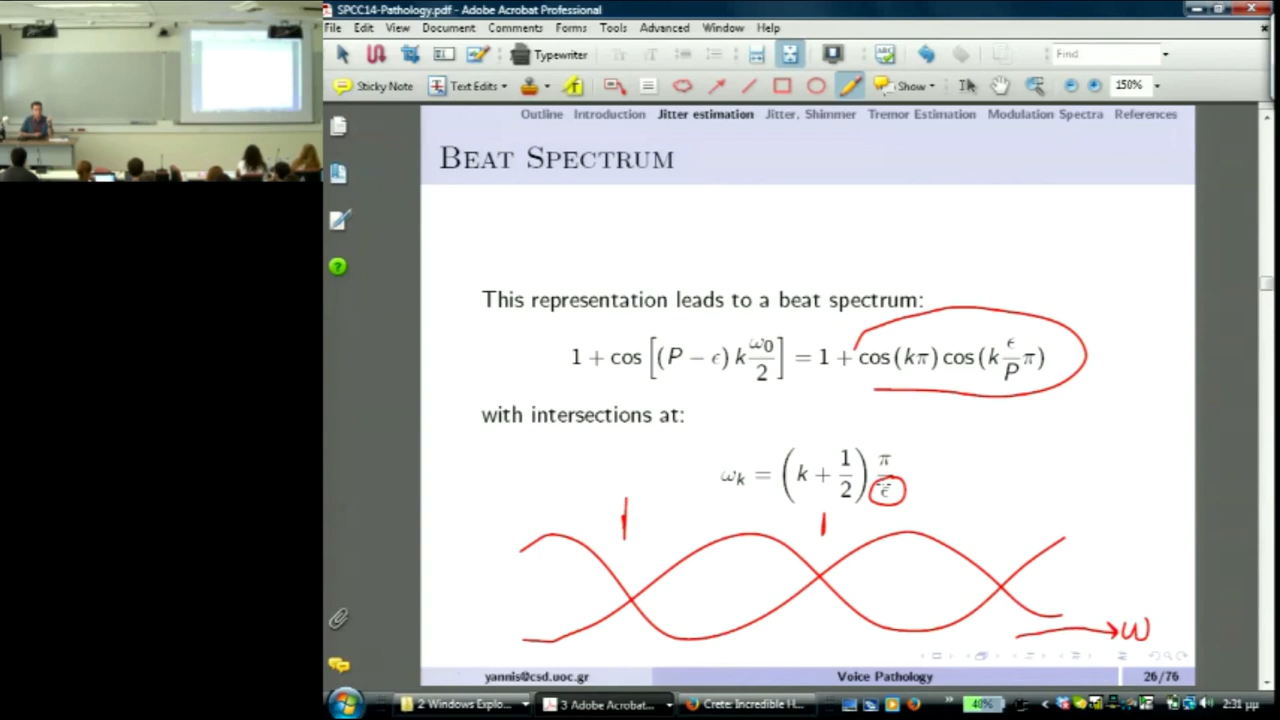 SPCC14-Pathology.pdf - Adobe Acrobat Professional
File Edit View Document Comments Forms Tools Advanced Window Help
Typewriter Find
Sticky Note Text Edits Show 150%
Outline Introduction Jitter estimation Jitter, Shimmer Tremor Estimation Modulation Spectra References
BEAT SPECTRUM
This representation leads to a beat spectrum:
1 + cos [(P − ϵ) k ω0/2] = 1 + cos (kπ) cos (k ϵ/P π)
with intersections at:
ωk = (k + 1/2) π/ϵ
ω
yannis@csd.uoc.gr Voice Pathology 26/76
2 Windows Explo... 3 Adobe Acrobat... Crete: Incredible H... 40% 2:31 μμ